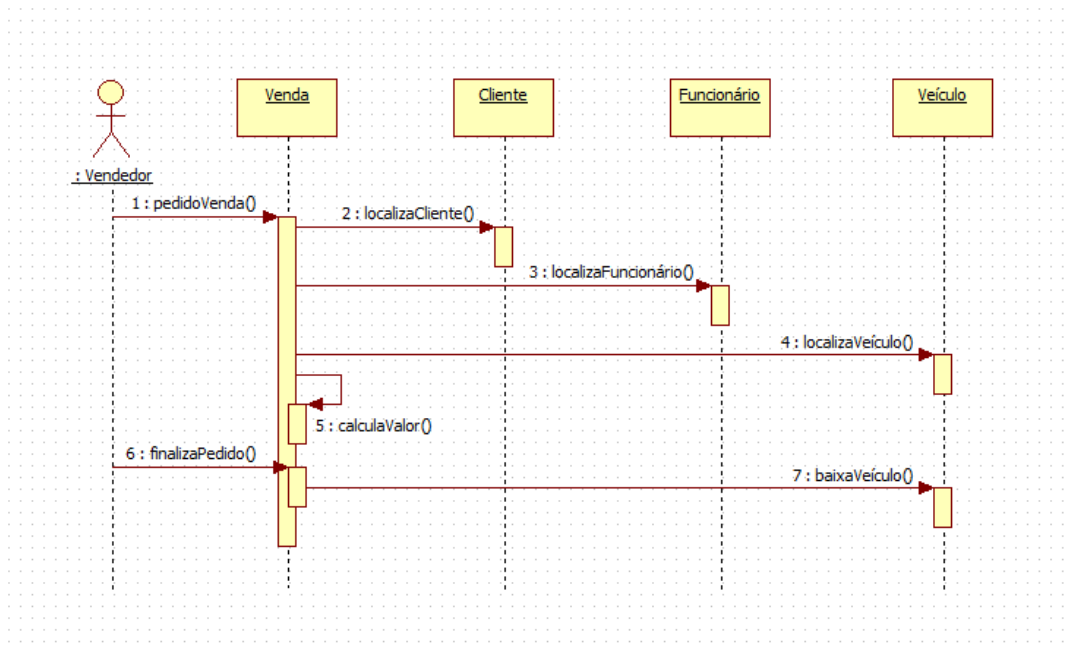 Venda
Cliente
Funcionário
Veículo
: Vendedor
1 : pedidoVenda()
2 : localizaCliente()
3 : localizaFuncionário()
4 : localizaVeículo()
5 : calculaValor()
6 : finalizaPedido()
7 : baixaVeículo()